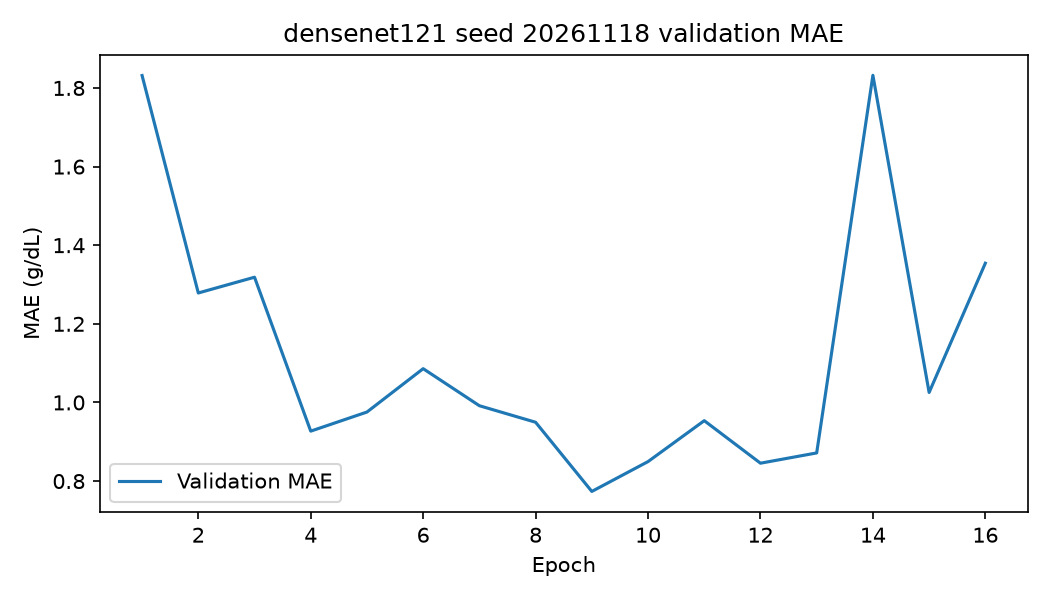 densenet121 seed 20261118 validation MAE
MAE (g/dL)
1.8
1.6
1.4
1.2
1.0
0.8
Validation MAE
2 4 6 8 10 12 14 16
Epoch